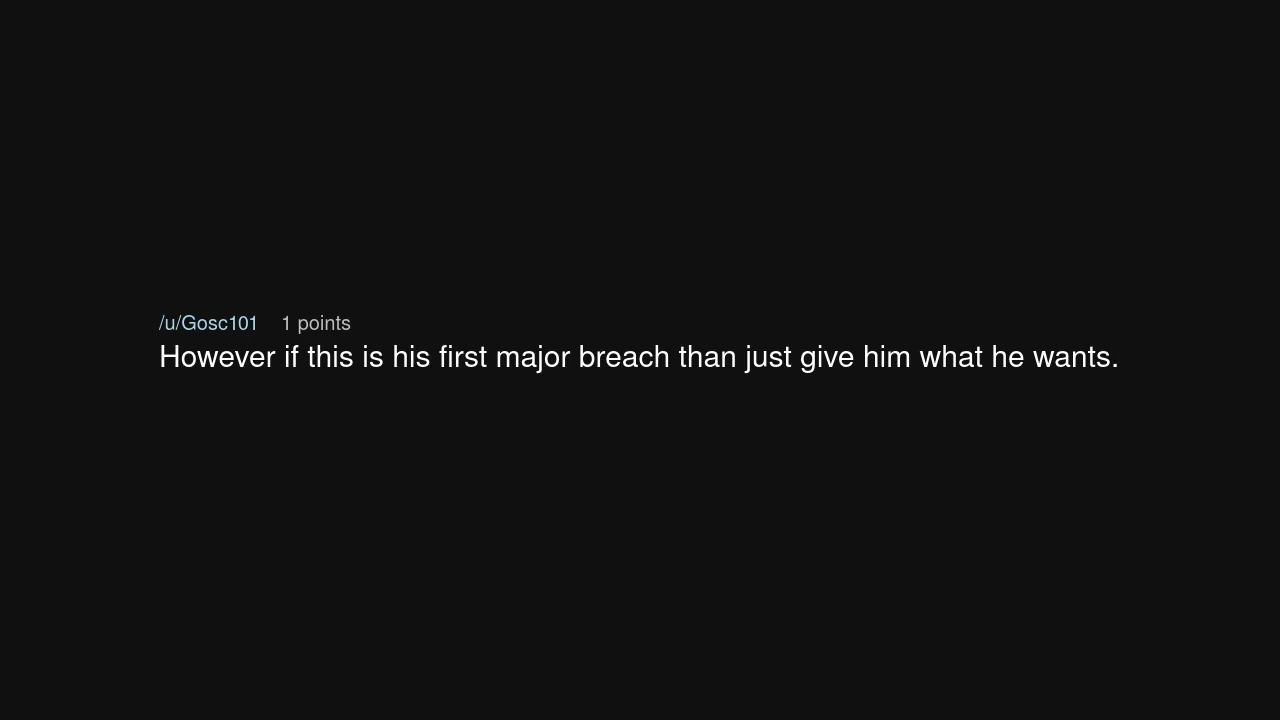 /u/Gosc101 1 points
However if this is his first major breach than just give him what he wants.